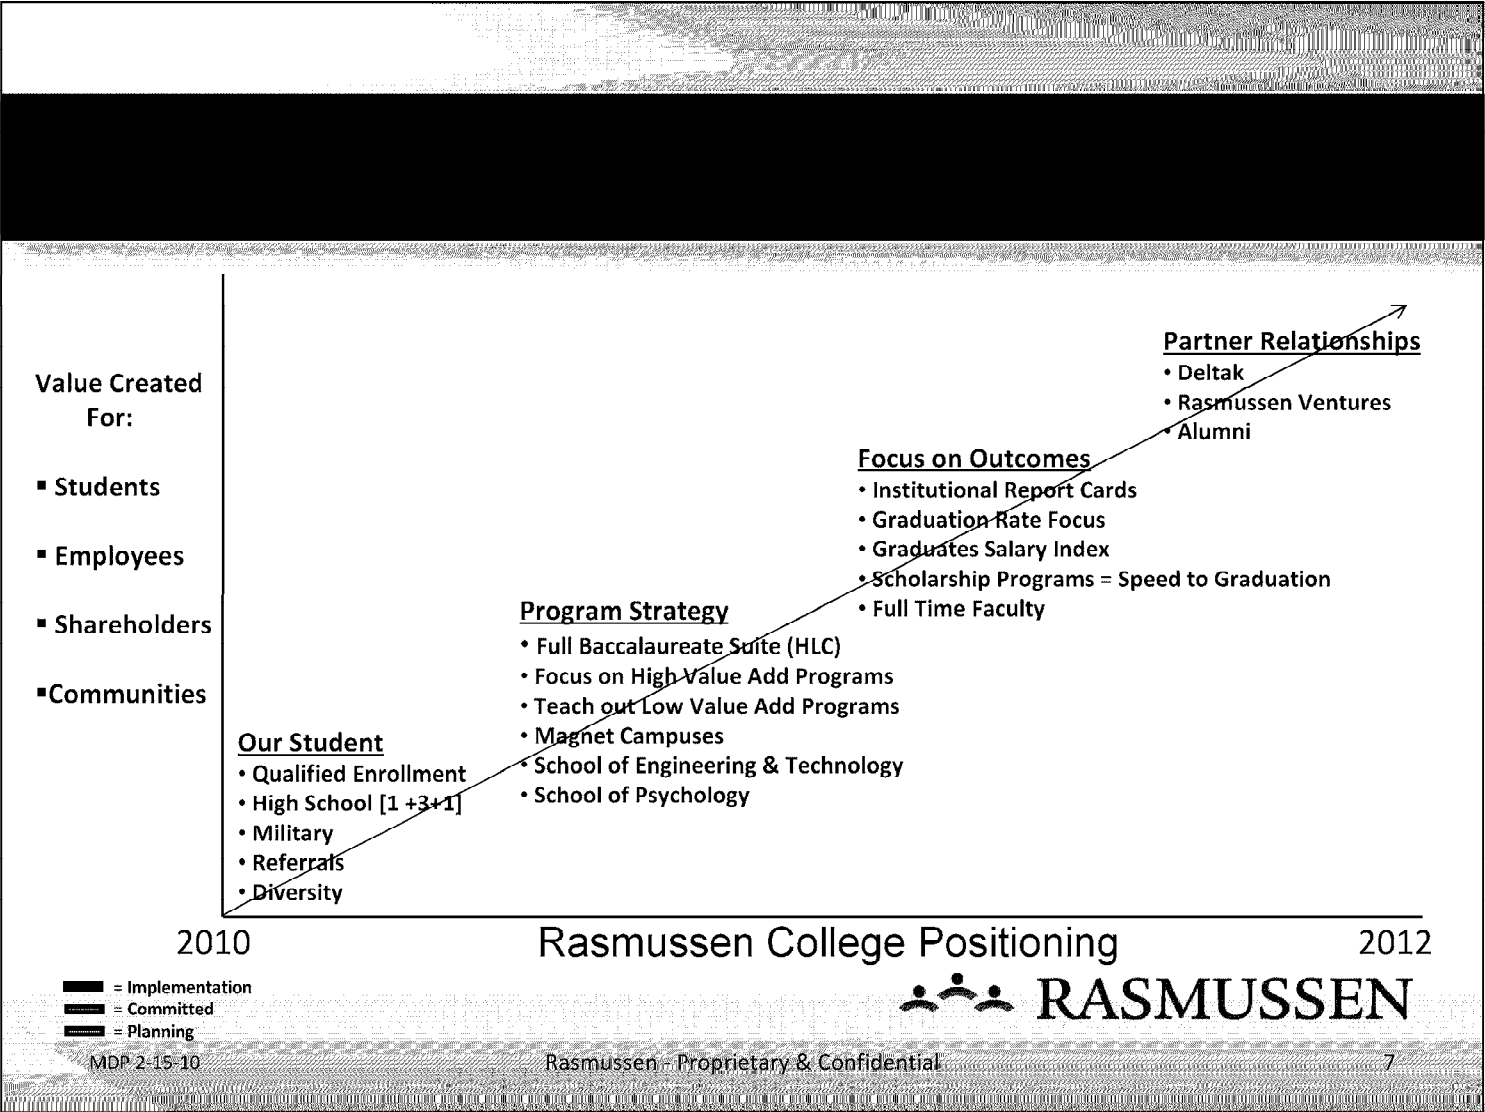 Value Created
For:
▪ Students
▪ Employees
▪ Shareholders
▪Communities
Partner Relationships
• Deltak
• Rasmussen Ventures
• Alumni
Focus on Outcomes
• Institutional Report Cards
• Graduation Rate Focus
• Graduates Salary Index
• Scholarship Programs = Speed to Graduation
• Full Time Faculty
Program Strategy
• Full Baccalaureate Suite (HLC)
• Focus on High Value Add Programs
• Teach out Low Value Add Programs
• Magnet Campuses
• School of Engineering & Technology
• School of Psychology
Our Student
• Qualified Enrollment
• High School [1 +3+1]
• Military
• Referrals
• Diversity
2010 Rasmussen College Positioning 2012
= Implementation
= Committed
= Planning
RASMUSSEN
MDP 2-15-10 Rasmussen - Proprietary & Confidential 7